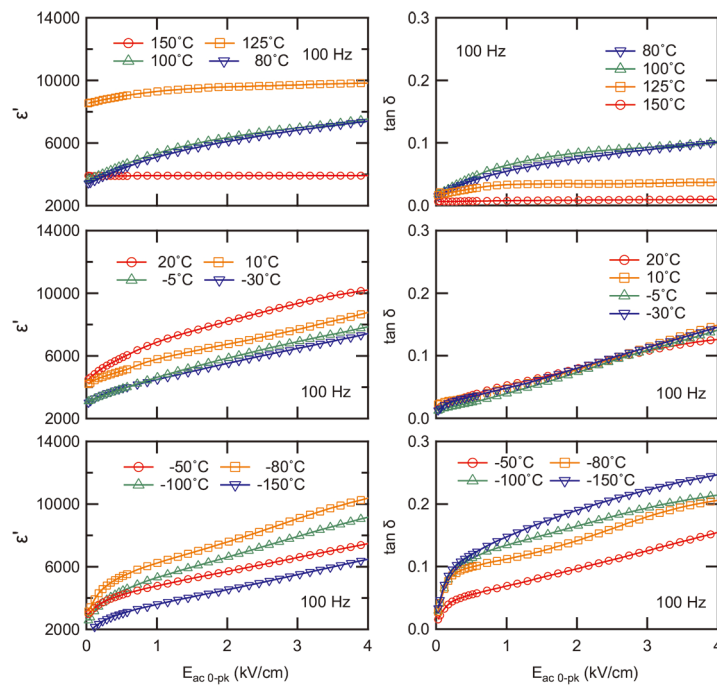 14000
10000
6000
2000
ε'
150˚C
125˚C
100˚C
80˚C
100 Hz
0.3
0.2
0.1
0.0
tan δ
100 Hz
80˚C
100˚C
125˚C
150˚C
14000
10000
6000
2000
ε'
20˚C
10˚C
-5˚C
-30˚C
100 Hz
0.3
0.2
0.1
0.0
tan δ
20˚C
10˚C
-5˚C
-30˚C
100 Hz
14000
10000
6000
2000
ε'
-50˚C
-80˚C
-100˚C
-150˚C
100 Hz
0 1 2 3 4
E ac 0-pk (kV/cm)
0.3
0.2
0.1
0.0
tan δ
-50˚C
-80˚C
-100˚C
-150˚C
100 Hz
0 1 2 3 4
E ac 0-pk (kV/cm)